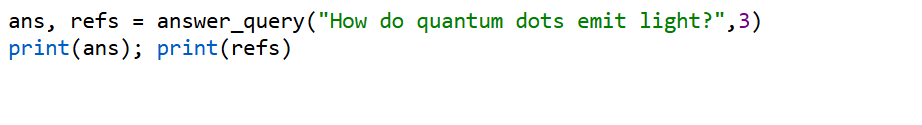 ans, refs = answer_query("How do quantum dots emit light?",3)
print(ans); print(refs)